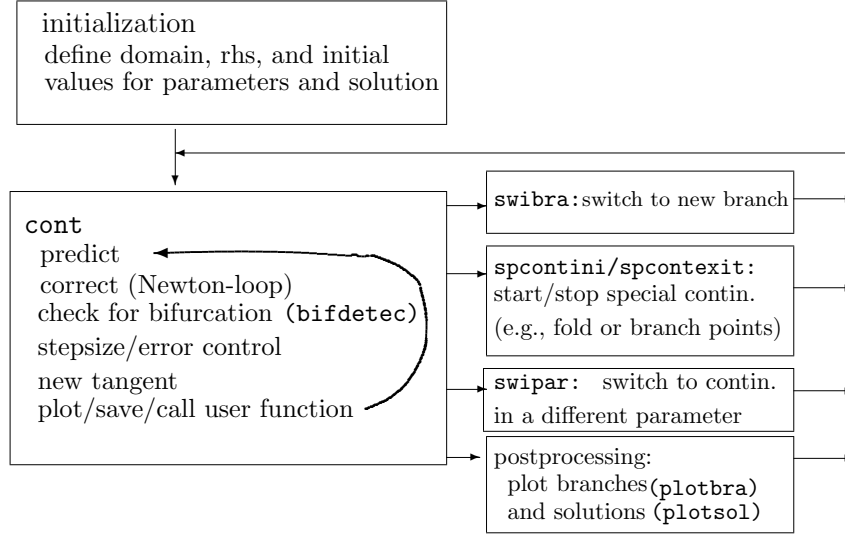 initialization
define domain, rhs, and initial
values for parameters and solution
cont
predict
correct (Newton-loop)
check for bifurcation (bifdetec)
stepsize/error control
new tangent
plot/save/call user function
swibra: switch to new branch
spcontini/spcontexit:
start/stop special contin.
(e.g., fold or branch points)
swipar: switch to contin.
in a different parameter
postprocessing:
plot branches (plotbra)
and solutions (plotsol)